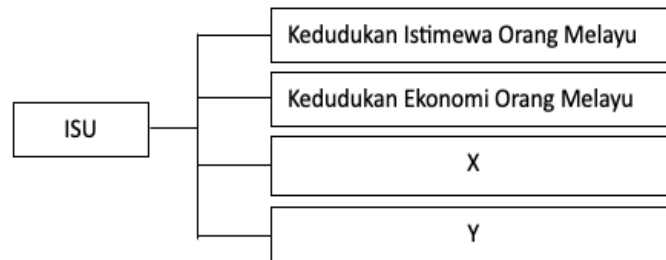 Kedudukan Istimewa Orang Melayu
Kedudukan Ekonomi Orang Melayu
ISU
X
Y